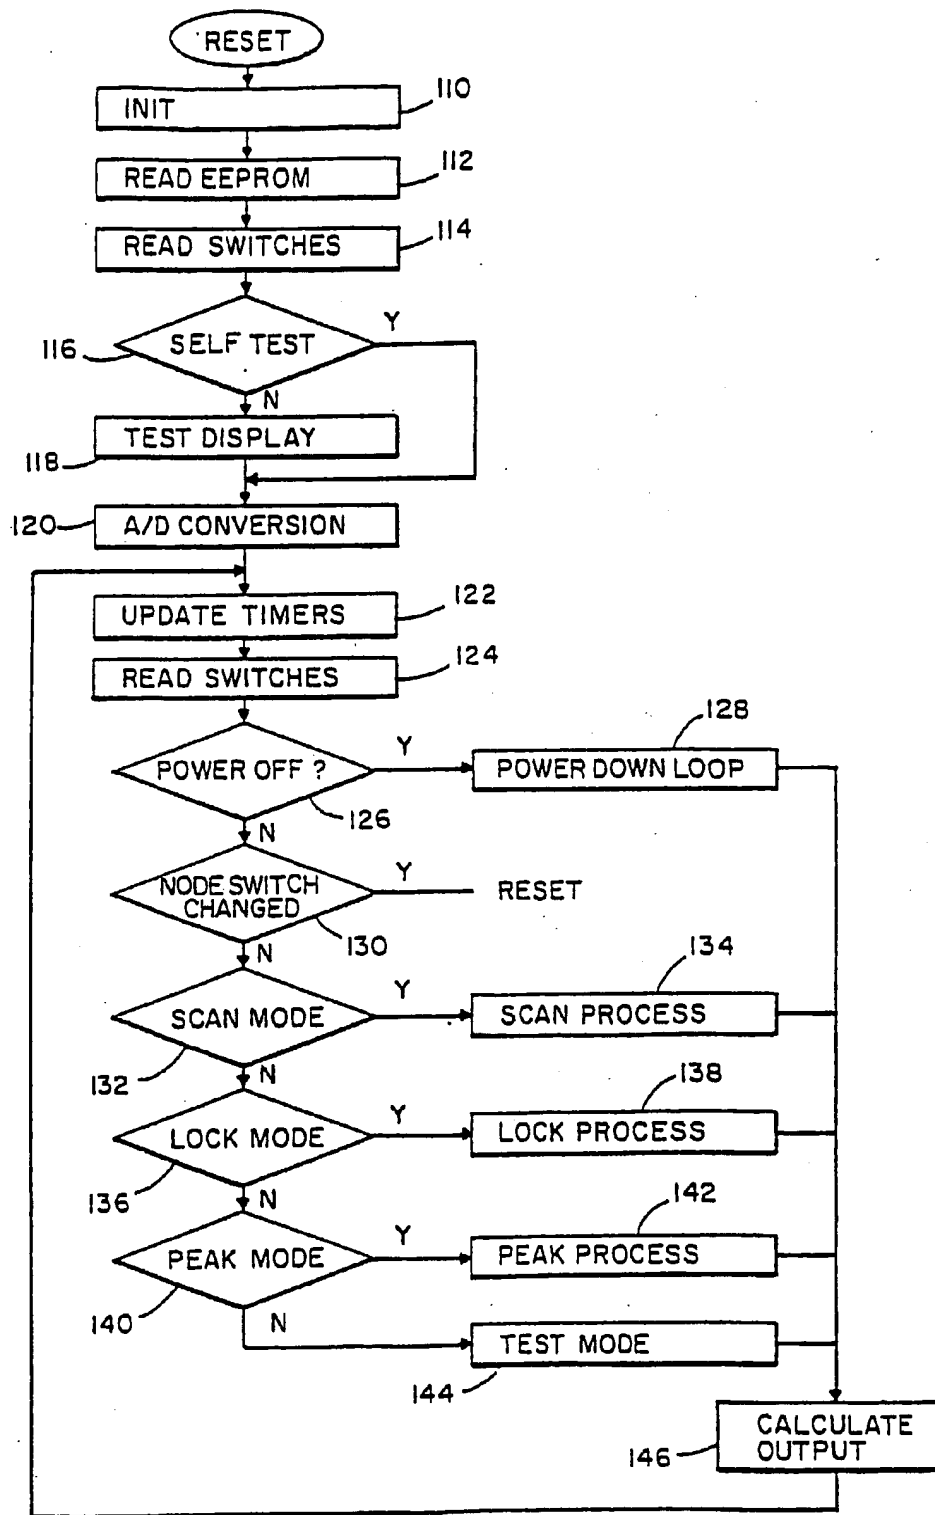 RESET
INIT
110
READ EEPROM
112
READ SWITCHES
114
SELF TEST
Y
116
N
TEST DISPLAY
118
A/D CONVERSION
120
UPDATE TIMERS
122
READ SWITCHES
124
POWER OFF ?
Y
126
N
POWER DOWN LOOP
128
NODE SWITCH
CHANGED
Y
RESET
130
N
SCAN MODE
Y
132
N
SCAN PROCESS
134
LOCK MODE
Y
136
N
LOCK PROCESS
138
PEAK MODE
Y
140
N
PEAK PROCESS
142
TEST MODE
144
CALCULATE
OUTPUT
146